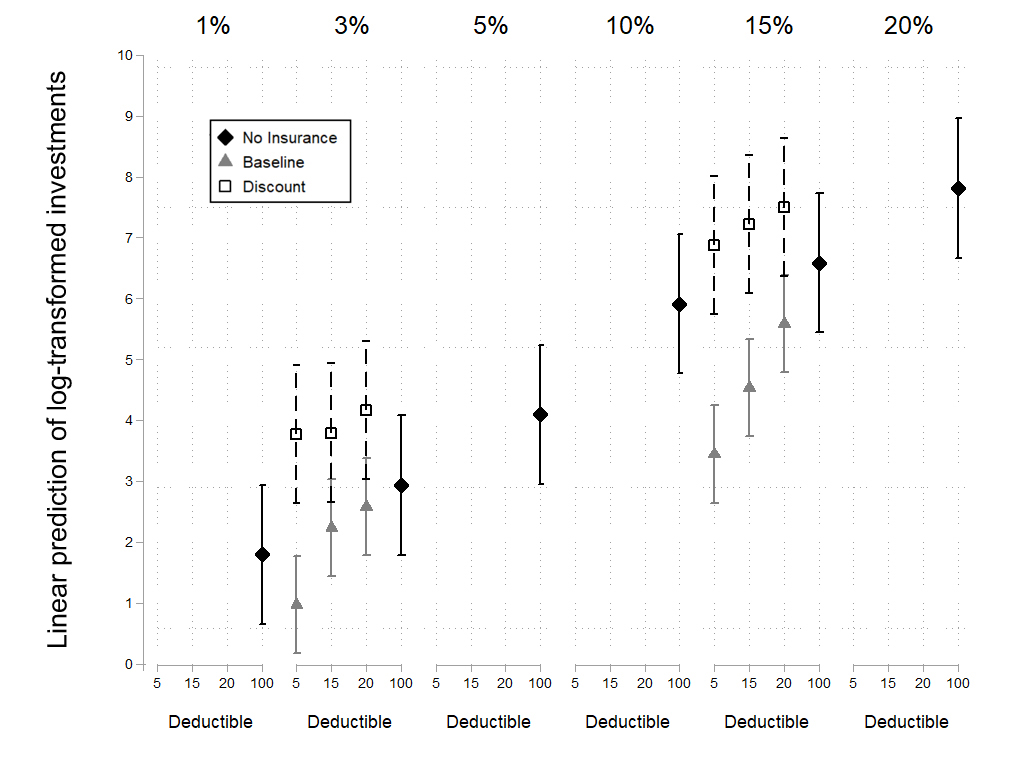 1% 3% 5% 10% 15% 20%
Linear prediction of log-transformed investments
10
9
8
7
6
5
4
3
2
1
0
No Insurance
Baseline
Discount
5 15 20 100 5 15 20 100 5 15 20 100 5 15 20 100 5 15 20 100 5 15 20 100
Deductible Deductible Deductible Deductible Deductible Deductible